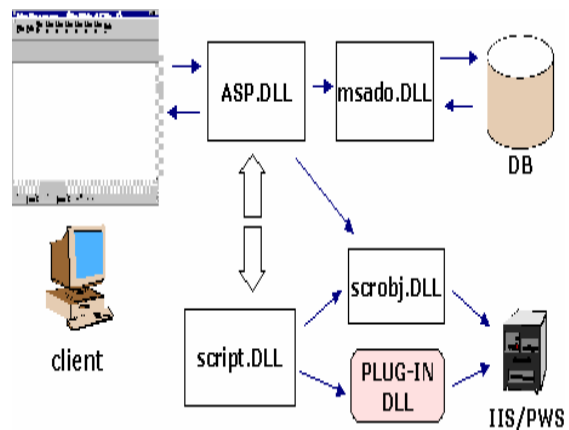 ASP.DLL
msado.DLL
DB
client
script.DLL
scrobj.DLL
PLUG-IN
DLL
IIS/PWS